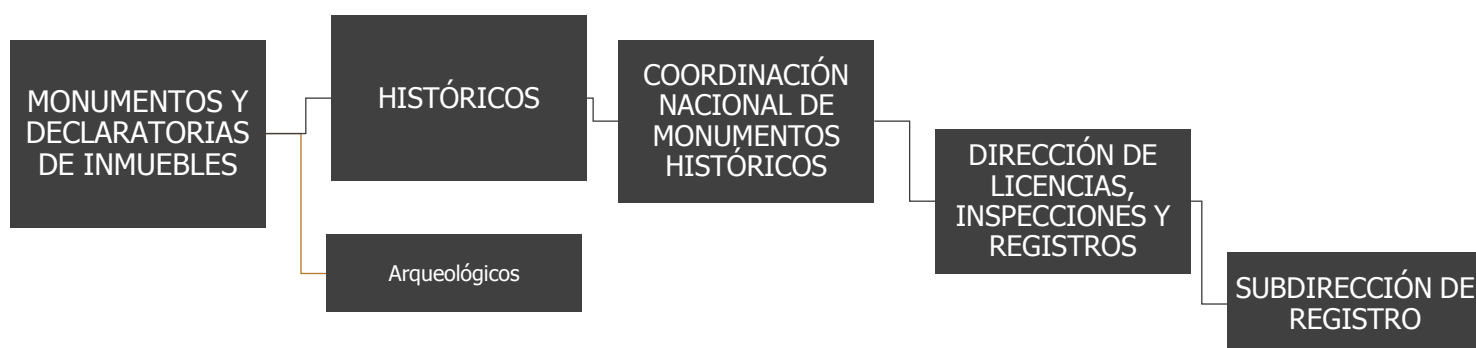 MONUMENTOS Y
DECLARATORIAS
DE INMUEBLES
HISTÓRICOS
Arqueológicos
COORDINACIÓN
NACIONAL DE
MONUMENTOS
HISTÓRICOS
DIRECCIÓN DE
LICENCIAS,
INSPECCIONES Y
REGISTROS
SUBDIRECCIÓN DE
REGISTRO